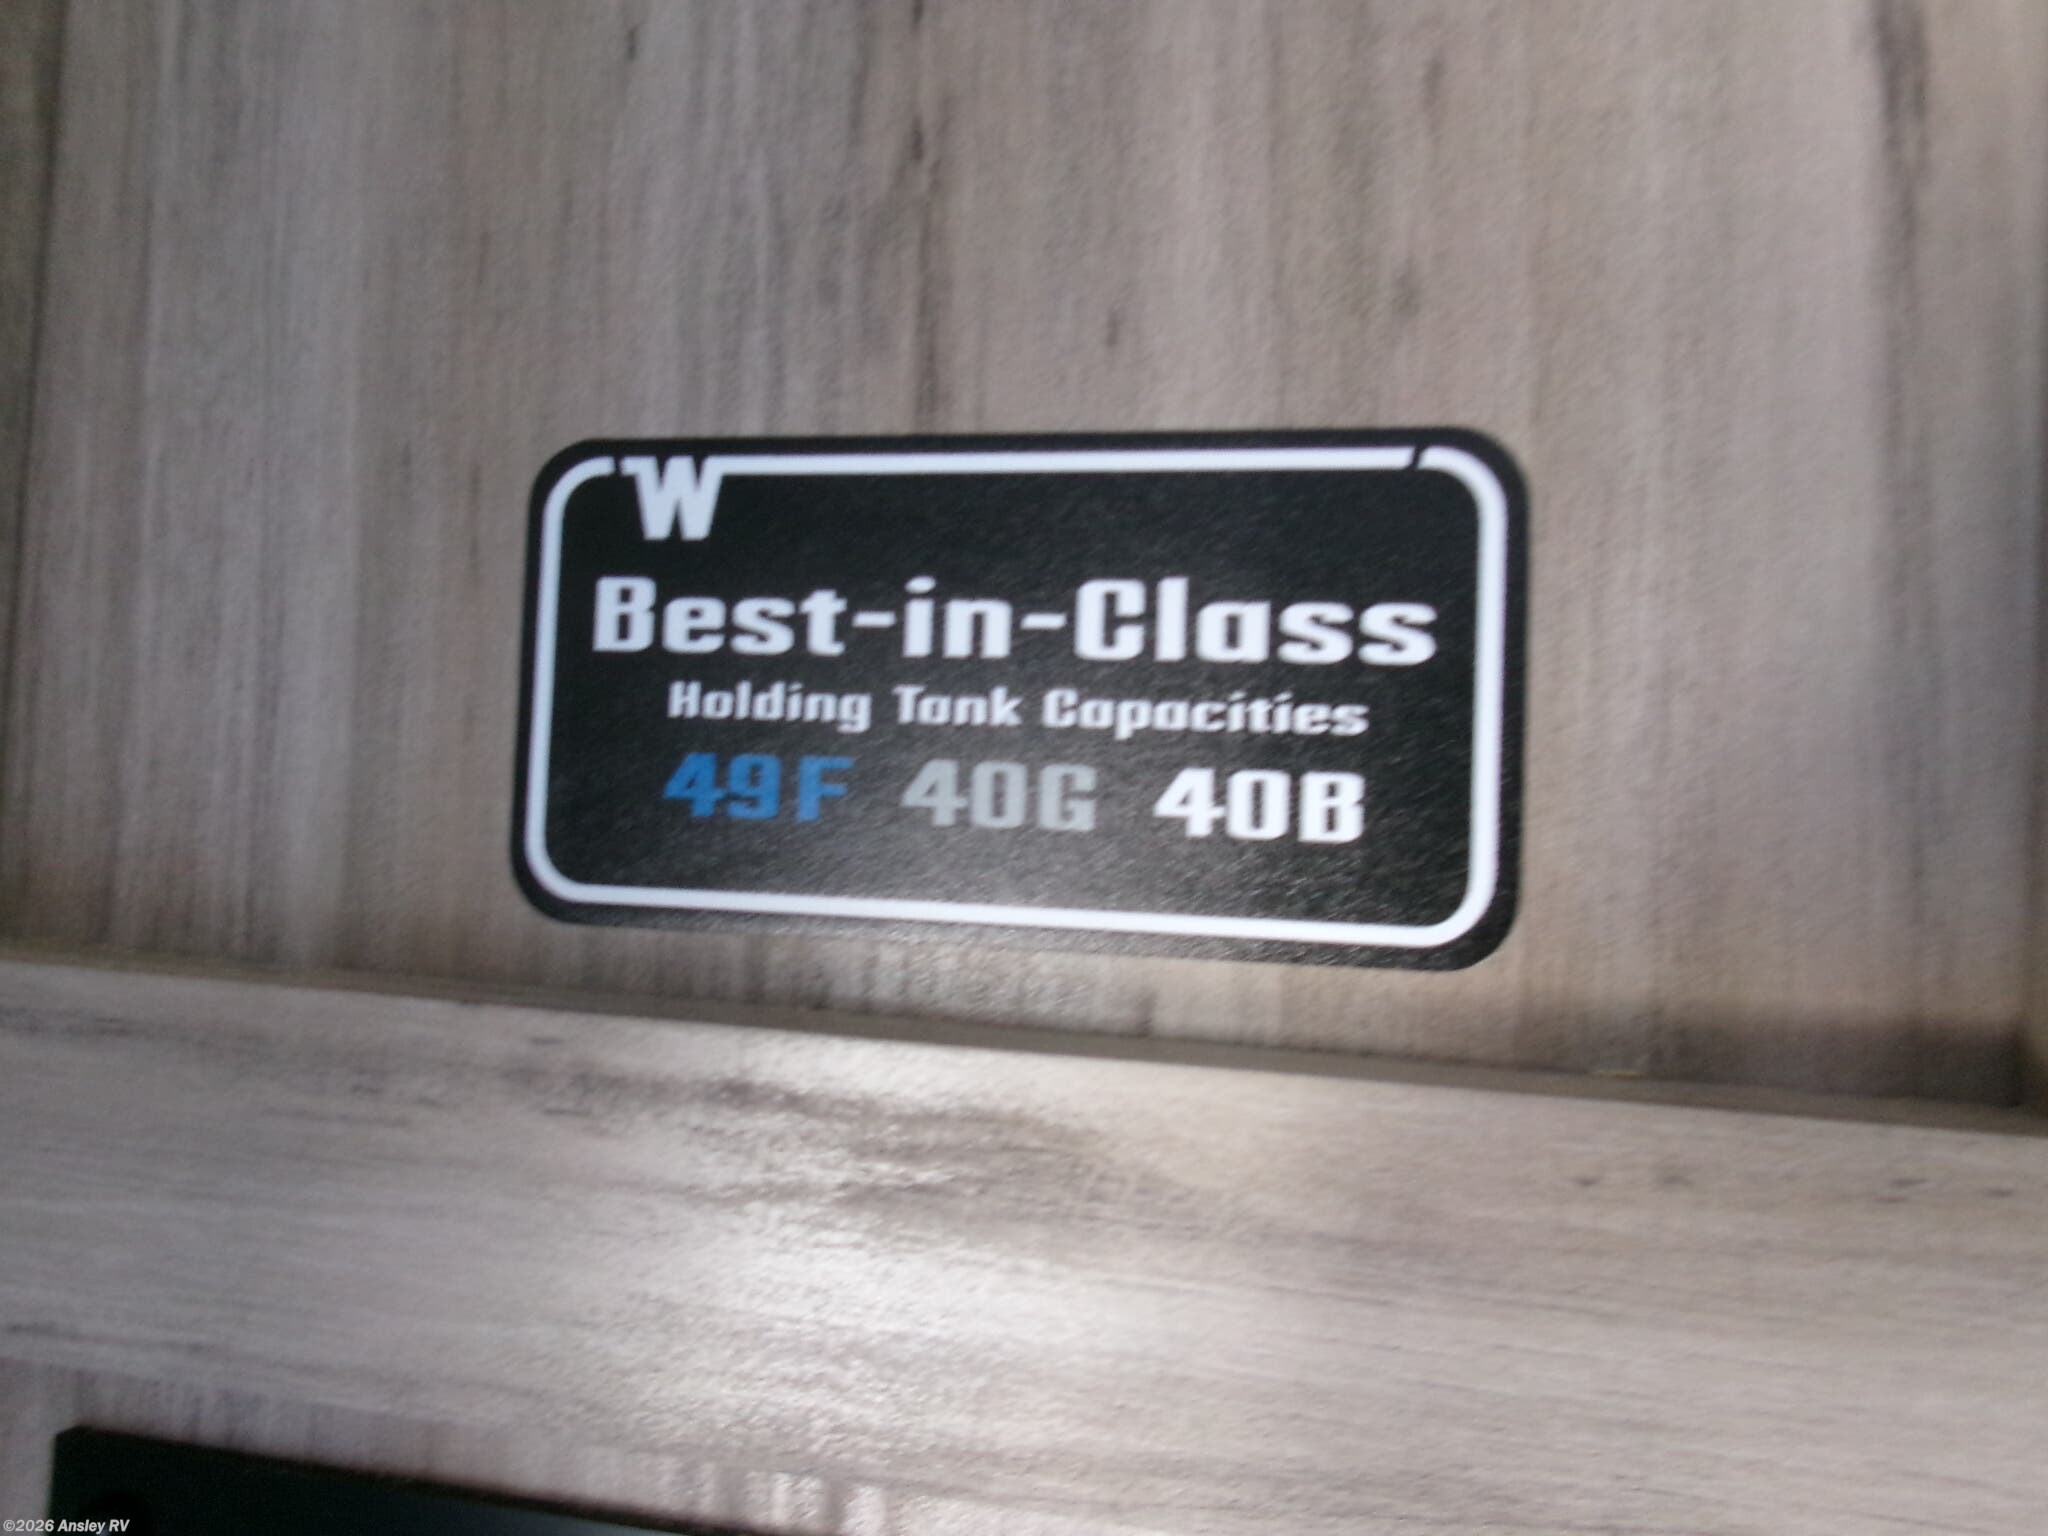 W
Best-in-Class
Holding Tank Capacities
49F 40G 40B
©2026 Ansley RV